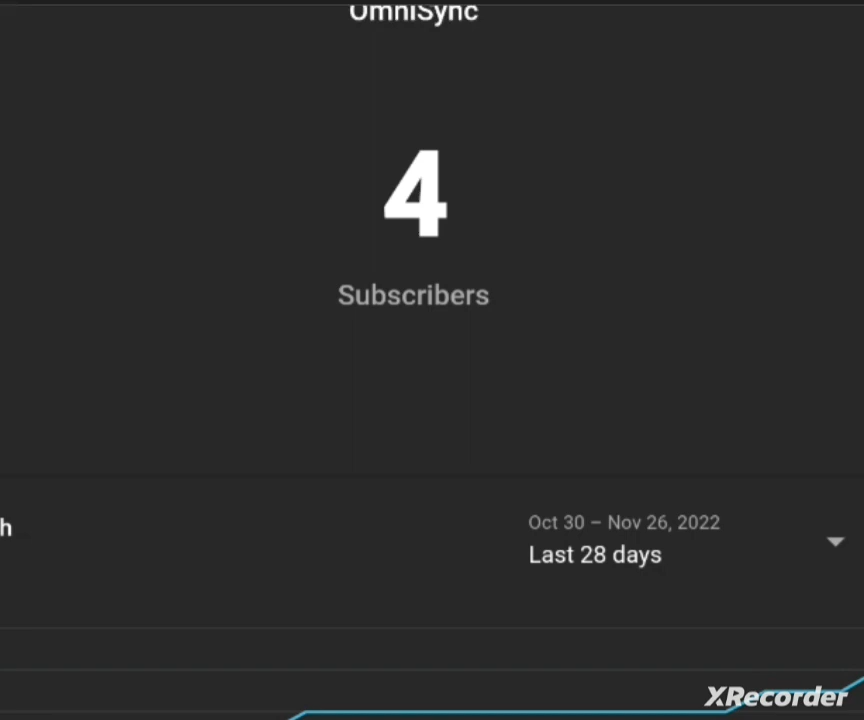 OmniSync
4
Subscribers
h
Oct 30 – Nov 26, 2022
Last 28 days
XRecorder